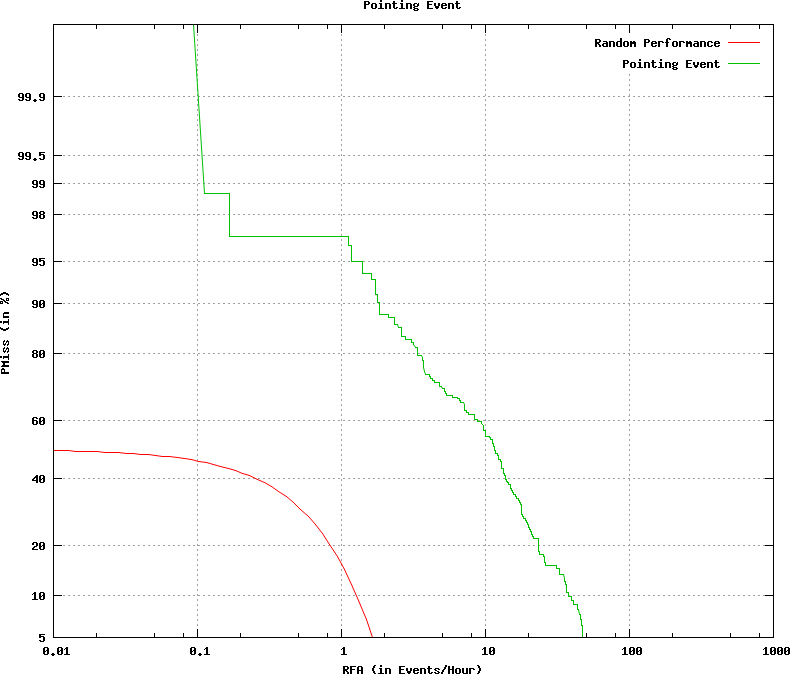 Pointing Event
Random Performance
Pointing Event
99.9
99.5
99
98
95
90
80
60
40
20
10
5
PMiss (in %)
0.01 0.1 1 10 100 1000
RFA (in Events/Hour)